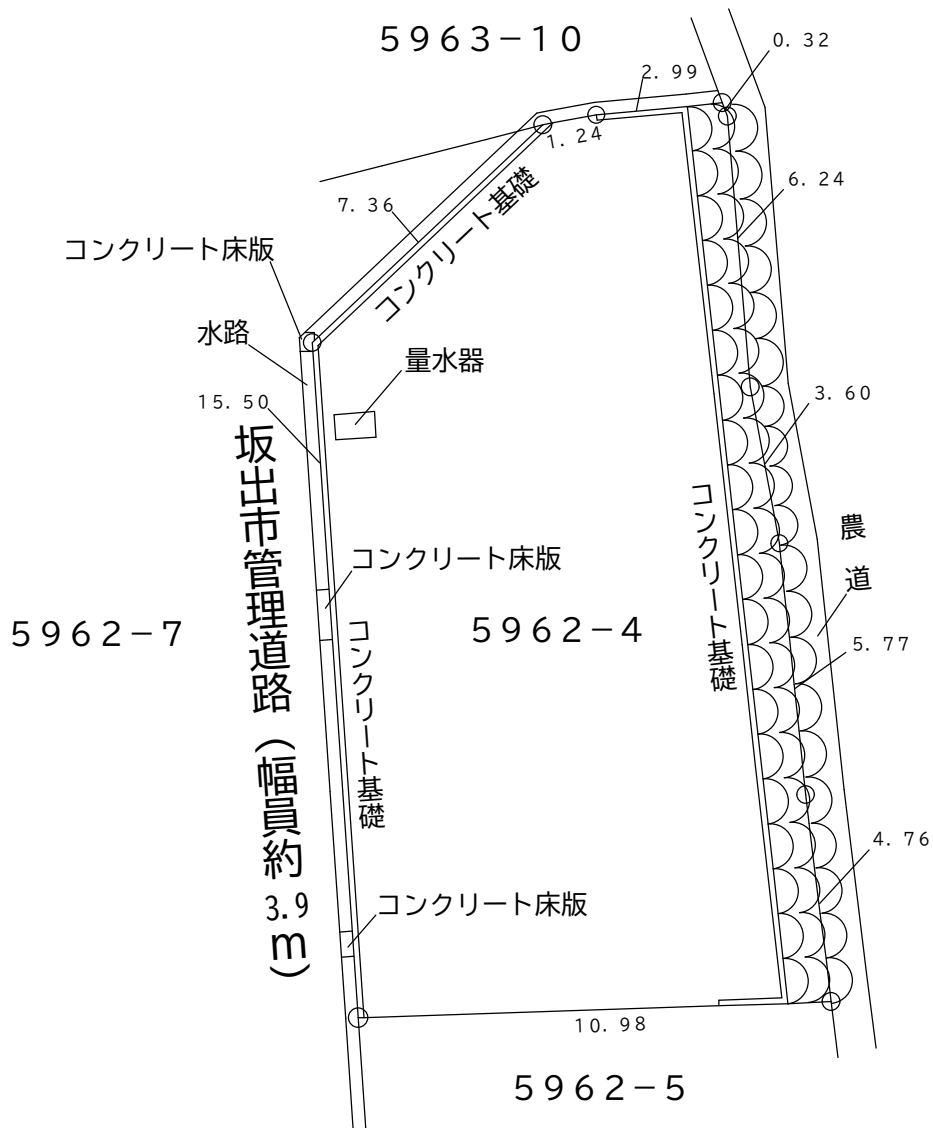 ５９６３－１０
0.32
2.99
1.24
6.24
7.36
コンクリート基礎
コンクリート床版
水路
量水器
15.50
3.60
坂出市管理道路（幅員約3.9ｍ）
コンクリート基礎
農道
コンクリート床版
５９６２－７
コンクリート基礎
５９６２－４
5.77
4.76
コンクリート床版
10.98
５９６２－５